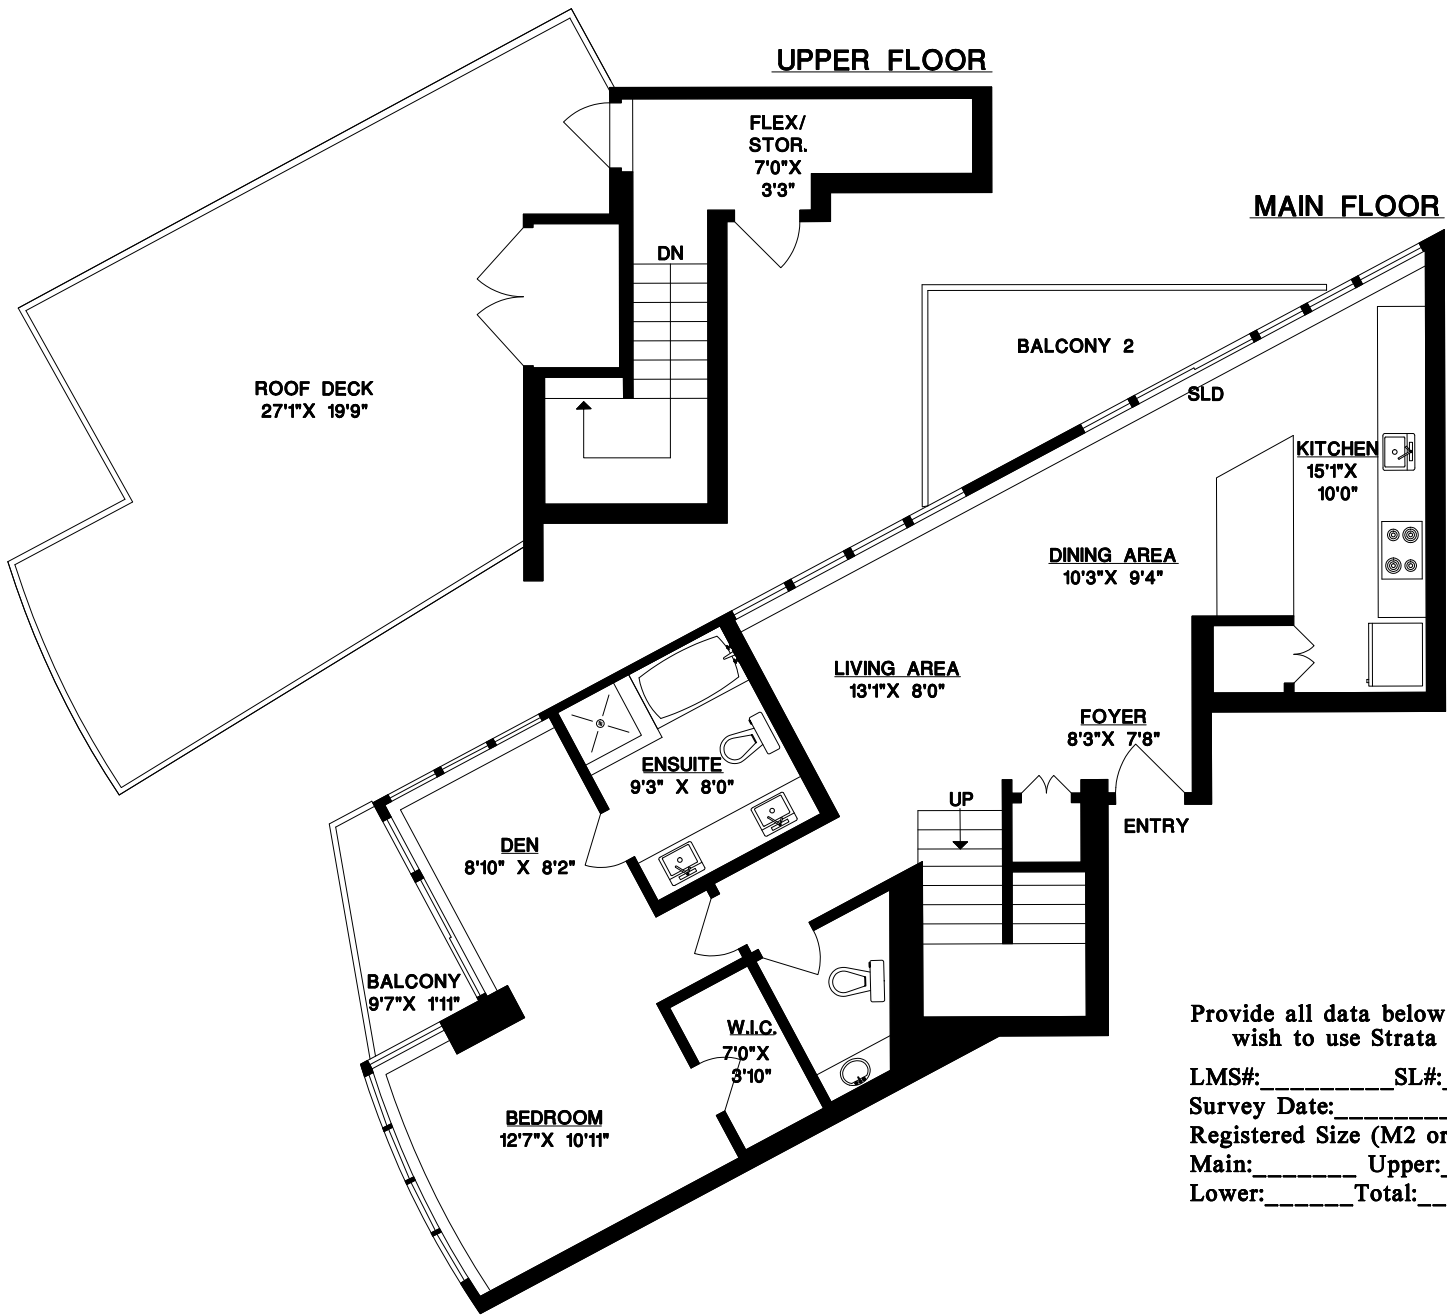 UPPER FLOOR
FLEX/
STOR.
7'0"X
3'3"
DN
ROOF DECK
27'1"X 19'9"
MAIN FLOOR
BALCONY 2
SLD
KITCHEN
15'1"X
10'0"
DINING AREA
10'3"X 9'4"
LIVING AREA
13'1"X 8'0"
FOYER
8'3"X 7'8"
ENSUITE
9'3" X 8'0"
UP
ENTRY
DEN
8'10" X 8'2"
BALCONY
9'7"X 1'11"
W.I.C.
7'0"X
3'10"
BEDROOM
12'7"X 10'11"
Provide all data below
wish to use Strata
LMS#:_________SL#:_
Survey Date:________
Registered Size (M2 or
Main:_______ Upper:_
Lower:______Total:__